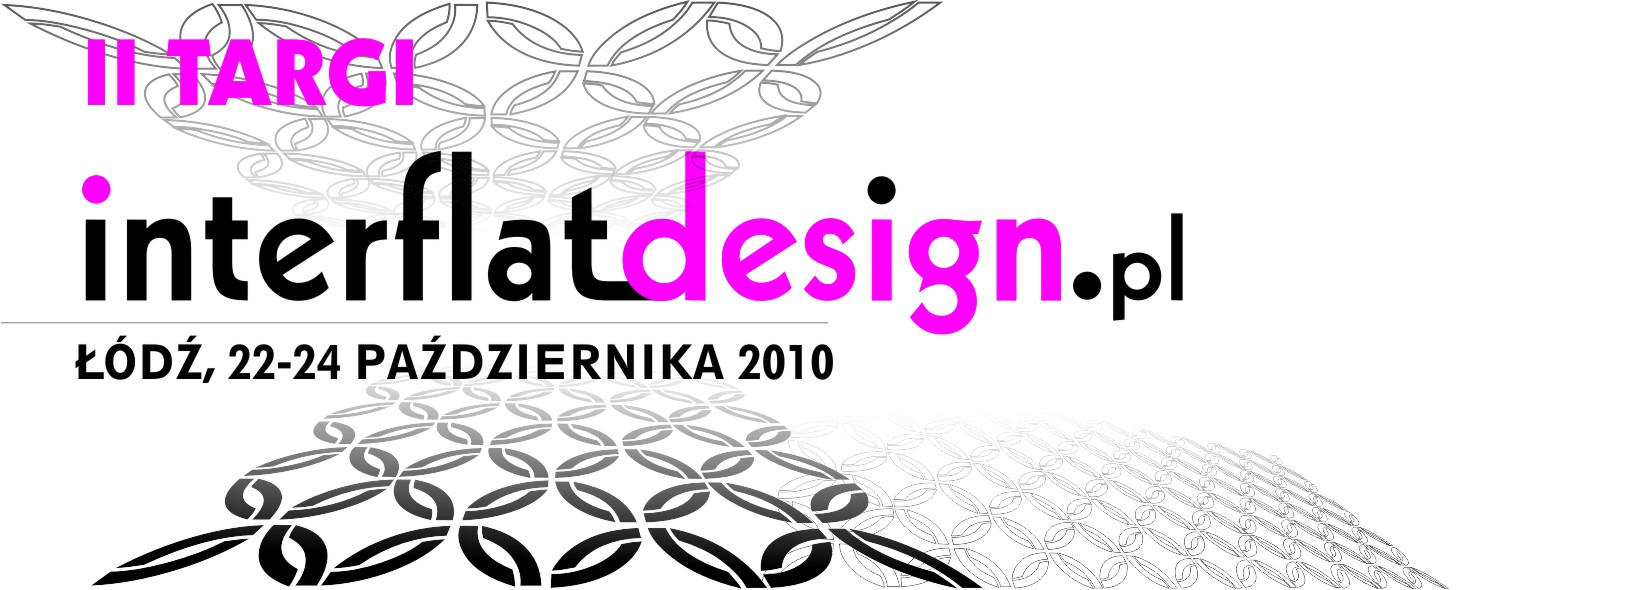 II TARGI
interflatdesign.pl
ŁÓDŹ, 22-24 PAŹDZIERNIKA 2010